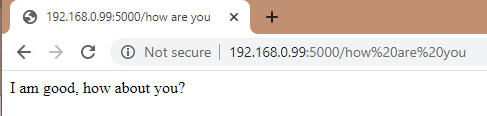 192.168.0.99:5000/how are you
Not secure 192.168.0.99:5000/how%20are%20you
I am good, how about you?